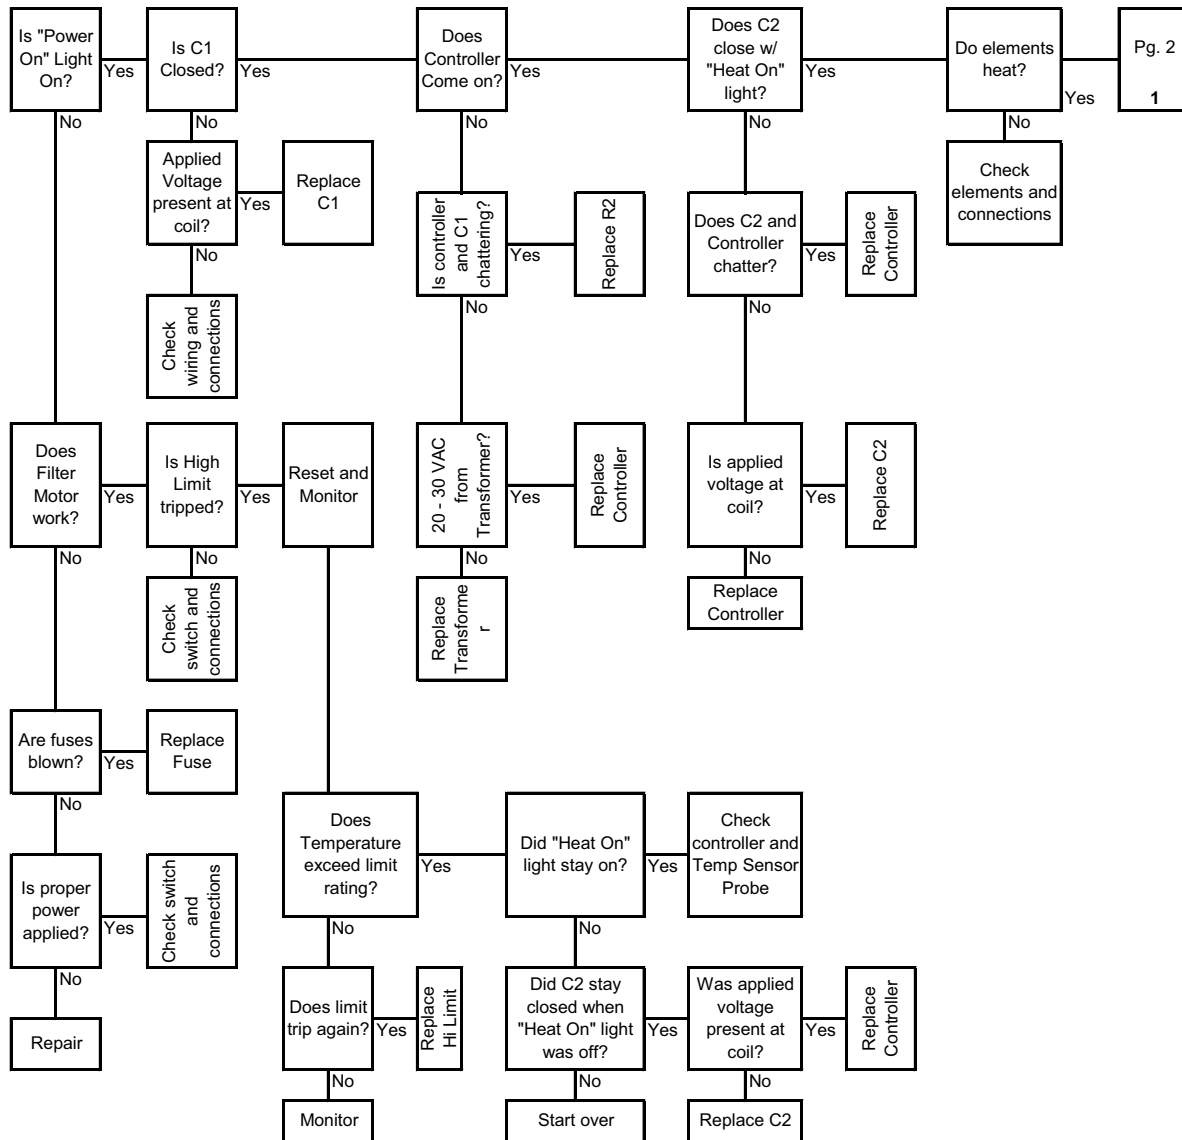 Is "Power
On" Light
On?
Yes
No
Is C1
Closed?
Yes
No
Does
Controller
Come on?
Yes
No
Does C2
close w/
"Heat On"
light?
Yes
No
Do elements
heat?
Yes
No
Pg. 2
1
Applied
Voltage
present at
coil?
Yes
No
Replace
C1
Is controller
and C1
chattering?
Yes
No
Replace R2
Does C2 and
Controller
chatter?
Yes
No
Replace
Controller
Check
elements and
connections
Check
wiring and
connections
Does
Filter
Motor
work?
Yes
No
Is High
Limit
tripped?
Yes
No
Reset and
Monitor
20 - 30 VAC
from
Transformer?
Yes
No
Replace
Controller
Is applied
voltage at
coil?
Yes
No
Replace C2
Check
switch and
connections
Replace
Transforme
r
Replace
Controller
Are fuses
blown?
Yes
No
Replace
Fuse
Does
Temperature
exceed limit
rating?
Yes
No
Did "Heat On"
light stay on?
Yes
No
Check
controller and
Temp Sensor
Probe
Is proper
power
applied?
Yes
No
Check switch
and
connections
Repair
Does limit
trip again?
Yes
No
Replace
Hi Limit
Did C2 stay
closed when
"Heat On" light
was off?
Yes
No
Was applied
voltage
present at
coil?
Yes
No
Replace
Controller
Monitor
Start over
Replace C2